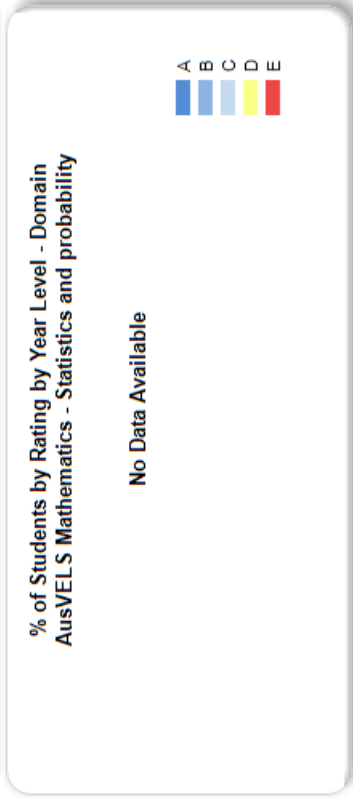 % of Students by Rating by Year Level - Domain
AusVELS Mathematics - Statistics and probability
No Data Available
A
B
C
D
E